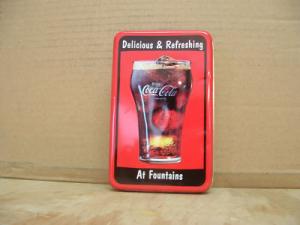 Delicious & Refreshing
Coca-Cola
At Fountains